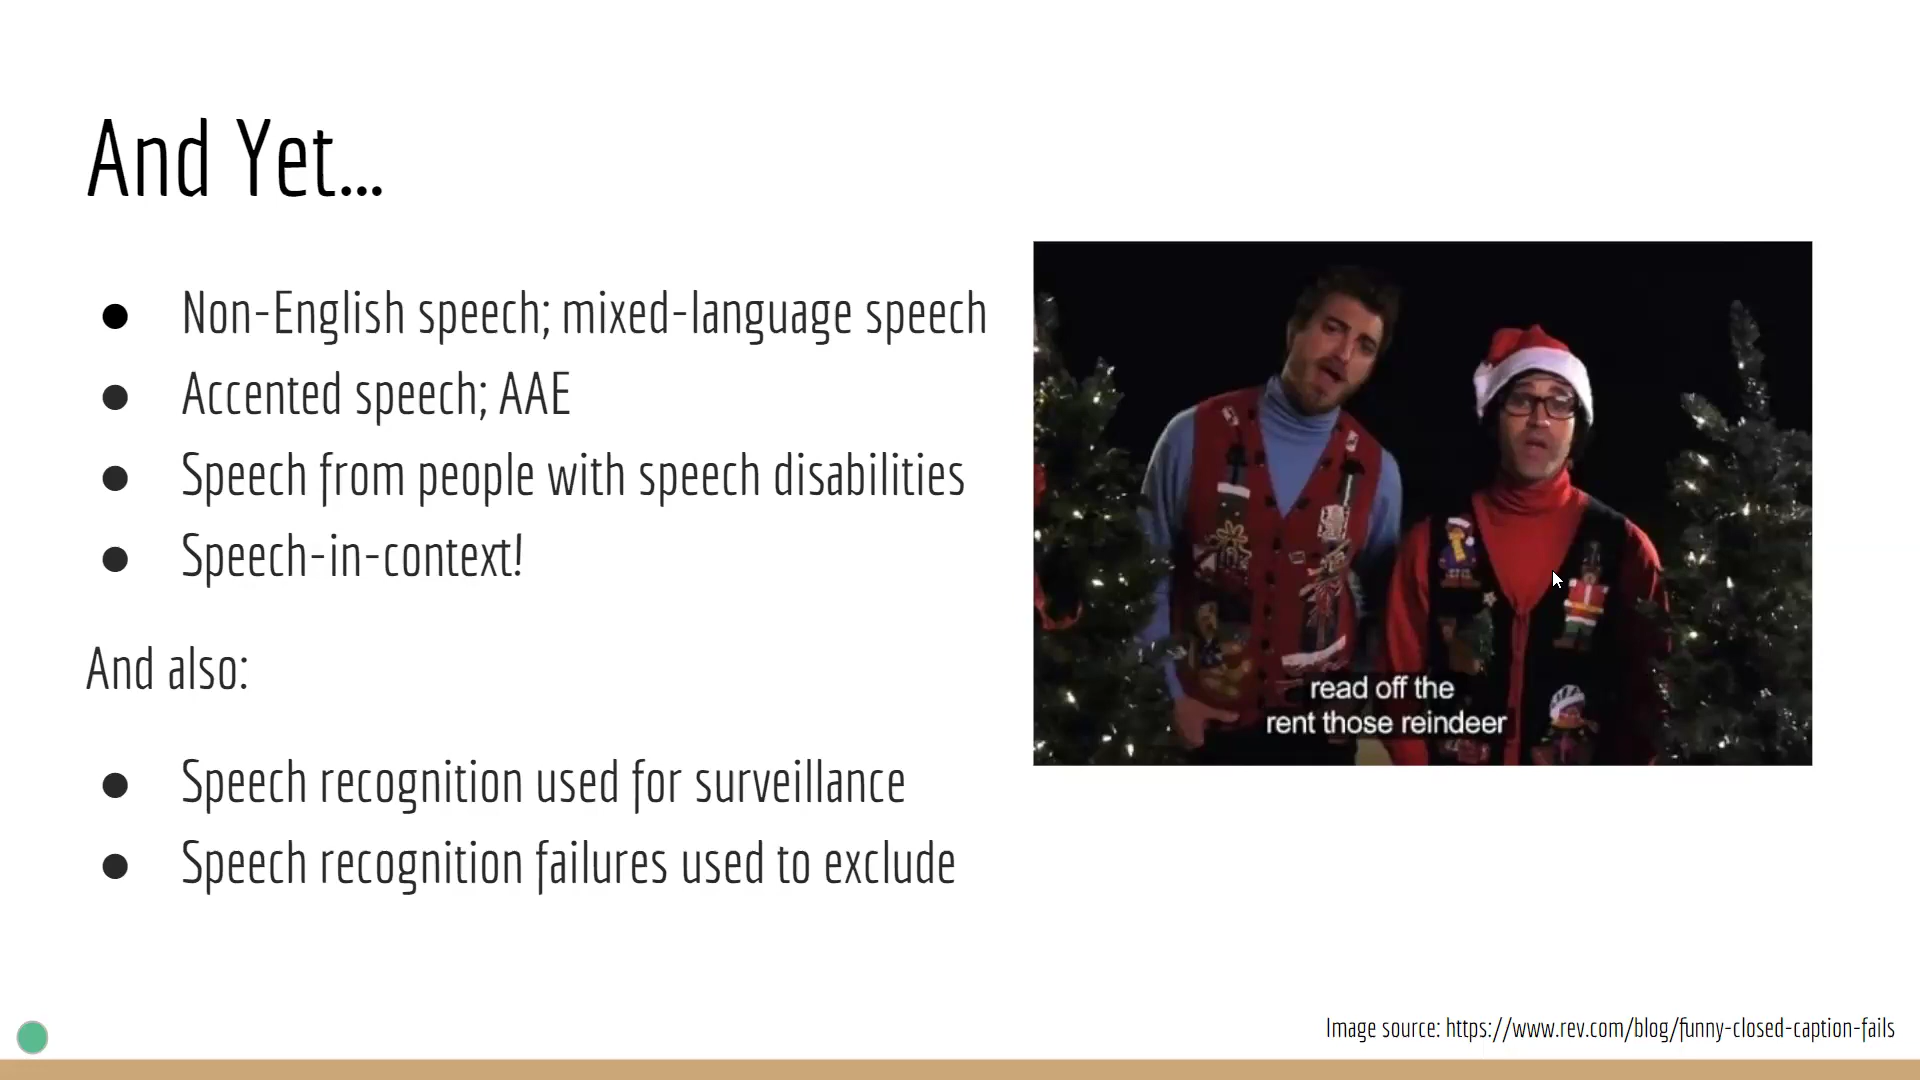 And Yet...
● Non-English speech; mixed-language speech
● Accented speech; AAE
● Speech from people with speech disabilities
● Speech-in-context!
And also:
● Speech recognition used for surveillance
● Speech recognition failures used to exclude
read off the
rent those reindeer
Image source: https://www.rev.com/blog/funny-closed-caption-fails